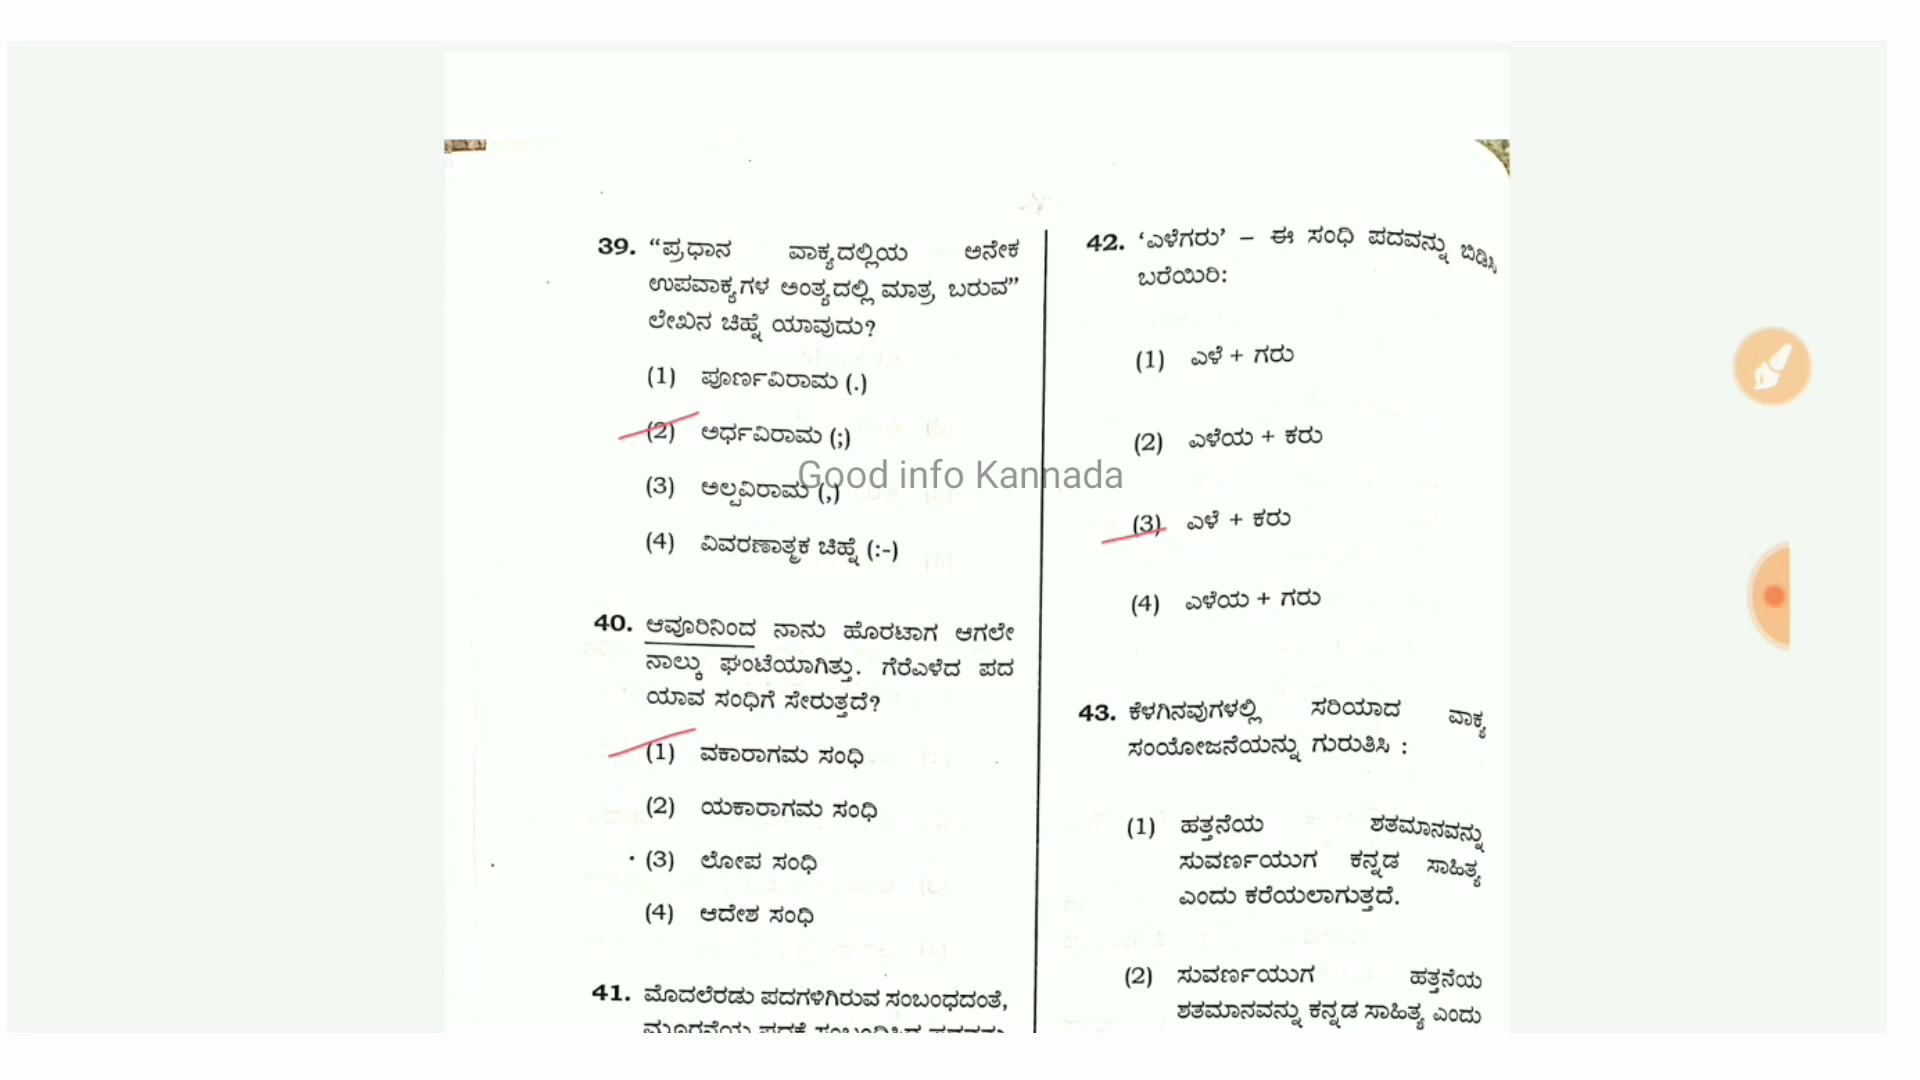 39. “ಪ್ರಧಾನ ವಾಕ್ಯದಲ್ಲಿಯ ಅನೇಕ
ಉಪವಾಕ್ಯಗಳ ಅಂತ್ಯದಲ್ಲಿ ಮಾತ್ರ ಬರುವ”
ಲೇಖನ ಚಿಹ್ನೆ ಯಾವುದು?
(1) ಪೂರ್ಣವಿರಾಮ (.)
(2) ಅರ್ಧವಿರಾಮ (;)
(3) ಅಲ್ಪವಿರಾಮ (,)
(4) ವಿವರಣಾತ್ಮಕ ಚಿಹ್ನೆ (:-)
40. ಆವೂರಿನಿಂದ ನಾನು ಹೊರಟಾಗ ಆಗಲೇ
ನಾಲ್ಕು ಘಂಟೆಯಾಗಿತ್ತು. ಗೆರೆಎಳೆದ ಪದ
ಯಾವ ಸಂಧಿಗೆ ಸೇರುತ್ತದೆ?
(1) ವಕಾರಾಗಮ ಸಂಧಿ
(2) ಯಕಾರಾಗಮ ಸಂಧಿ
(3) ಲೋಪ ಸಂಧಿ
(4) ಆದೇಶ ಸಂಧಿ
41. ಮೊದಲೆರಡು ಪದಗಳಿಗಿರುವ ಸಂಬಂಧದಂತೆ,
42. ‘ಎಳೆಗರು’ – ಈ ಸಂಧಿ ಪದವನ್ನು ಬಿಡಿಸಿ
ಬರೆಯಿರಿ:
(1) ಎಳೆ + ಗರು
(2) ಎಳೆಯ + ಕರು
(3) ಎಳೆ + ಕರು
(4) ಎಳೆಯ + ಗರು
43. ಕೆಳಗಿನವುಗಳಲ್ಲಿ ಸರಿಯಾದ ವಾಕ್ಯ
ಸಂಯೋಜನೆಯನ್ನು ಗುರುತಿಸಿ :
(1) ಹತ್ತನೆಯ ಶತಮಾನವನ್ನು
ಸುವರ್ಣಯುಗ ಕನ್ನಡ ಸಾಹಿತ್ಯ
ಎಂದು ಕರೆಯಲಾಗುತ್ತದೆ.
(2) ಸುವರ್ಣಯುಗ ಹತ್ತನೆಯ
ಶತಮಾನವನ್ನು ಕನ್ನಡ ಸಾಹಿತ್ಯ ಎಂದು
Good info Kannada